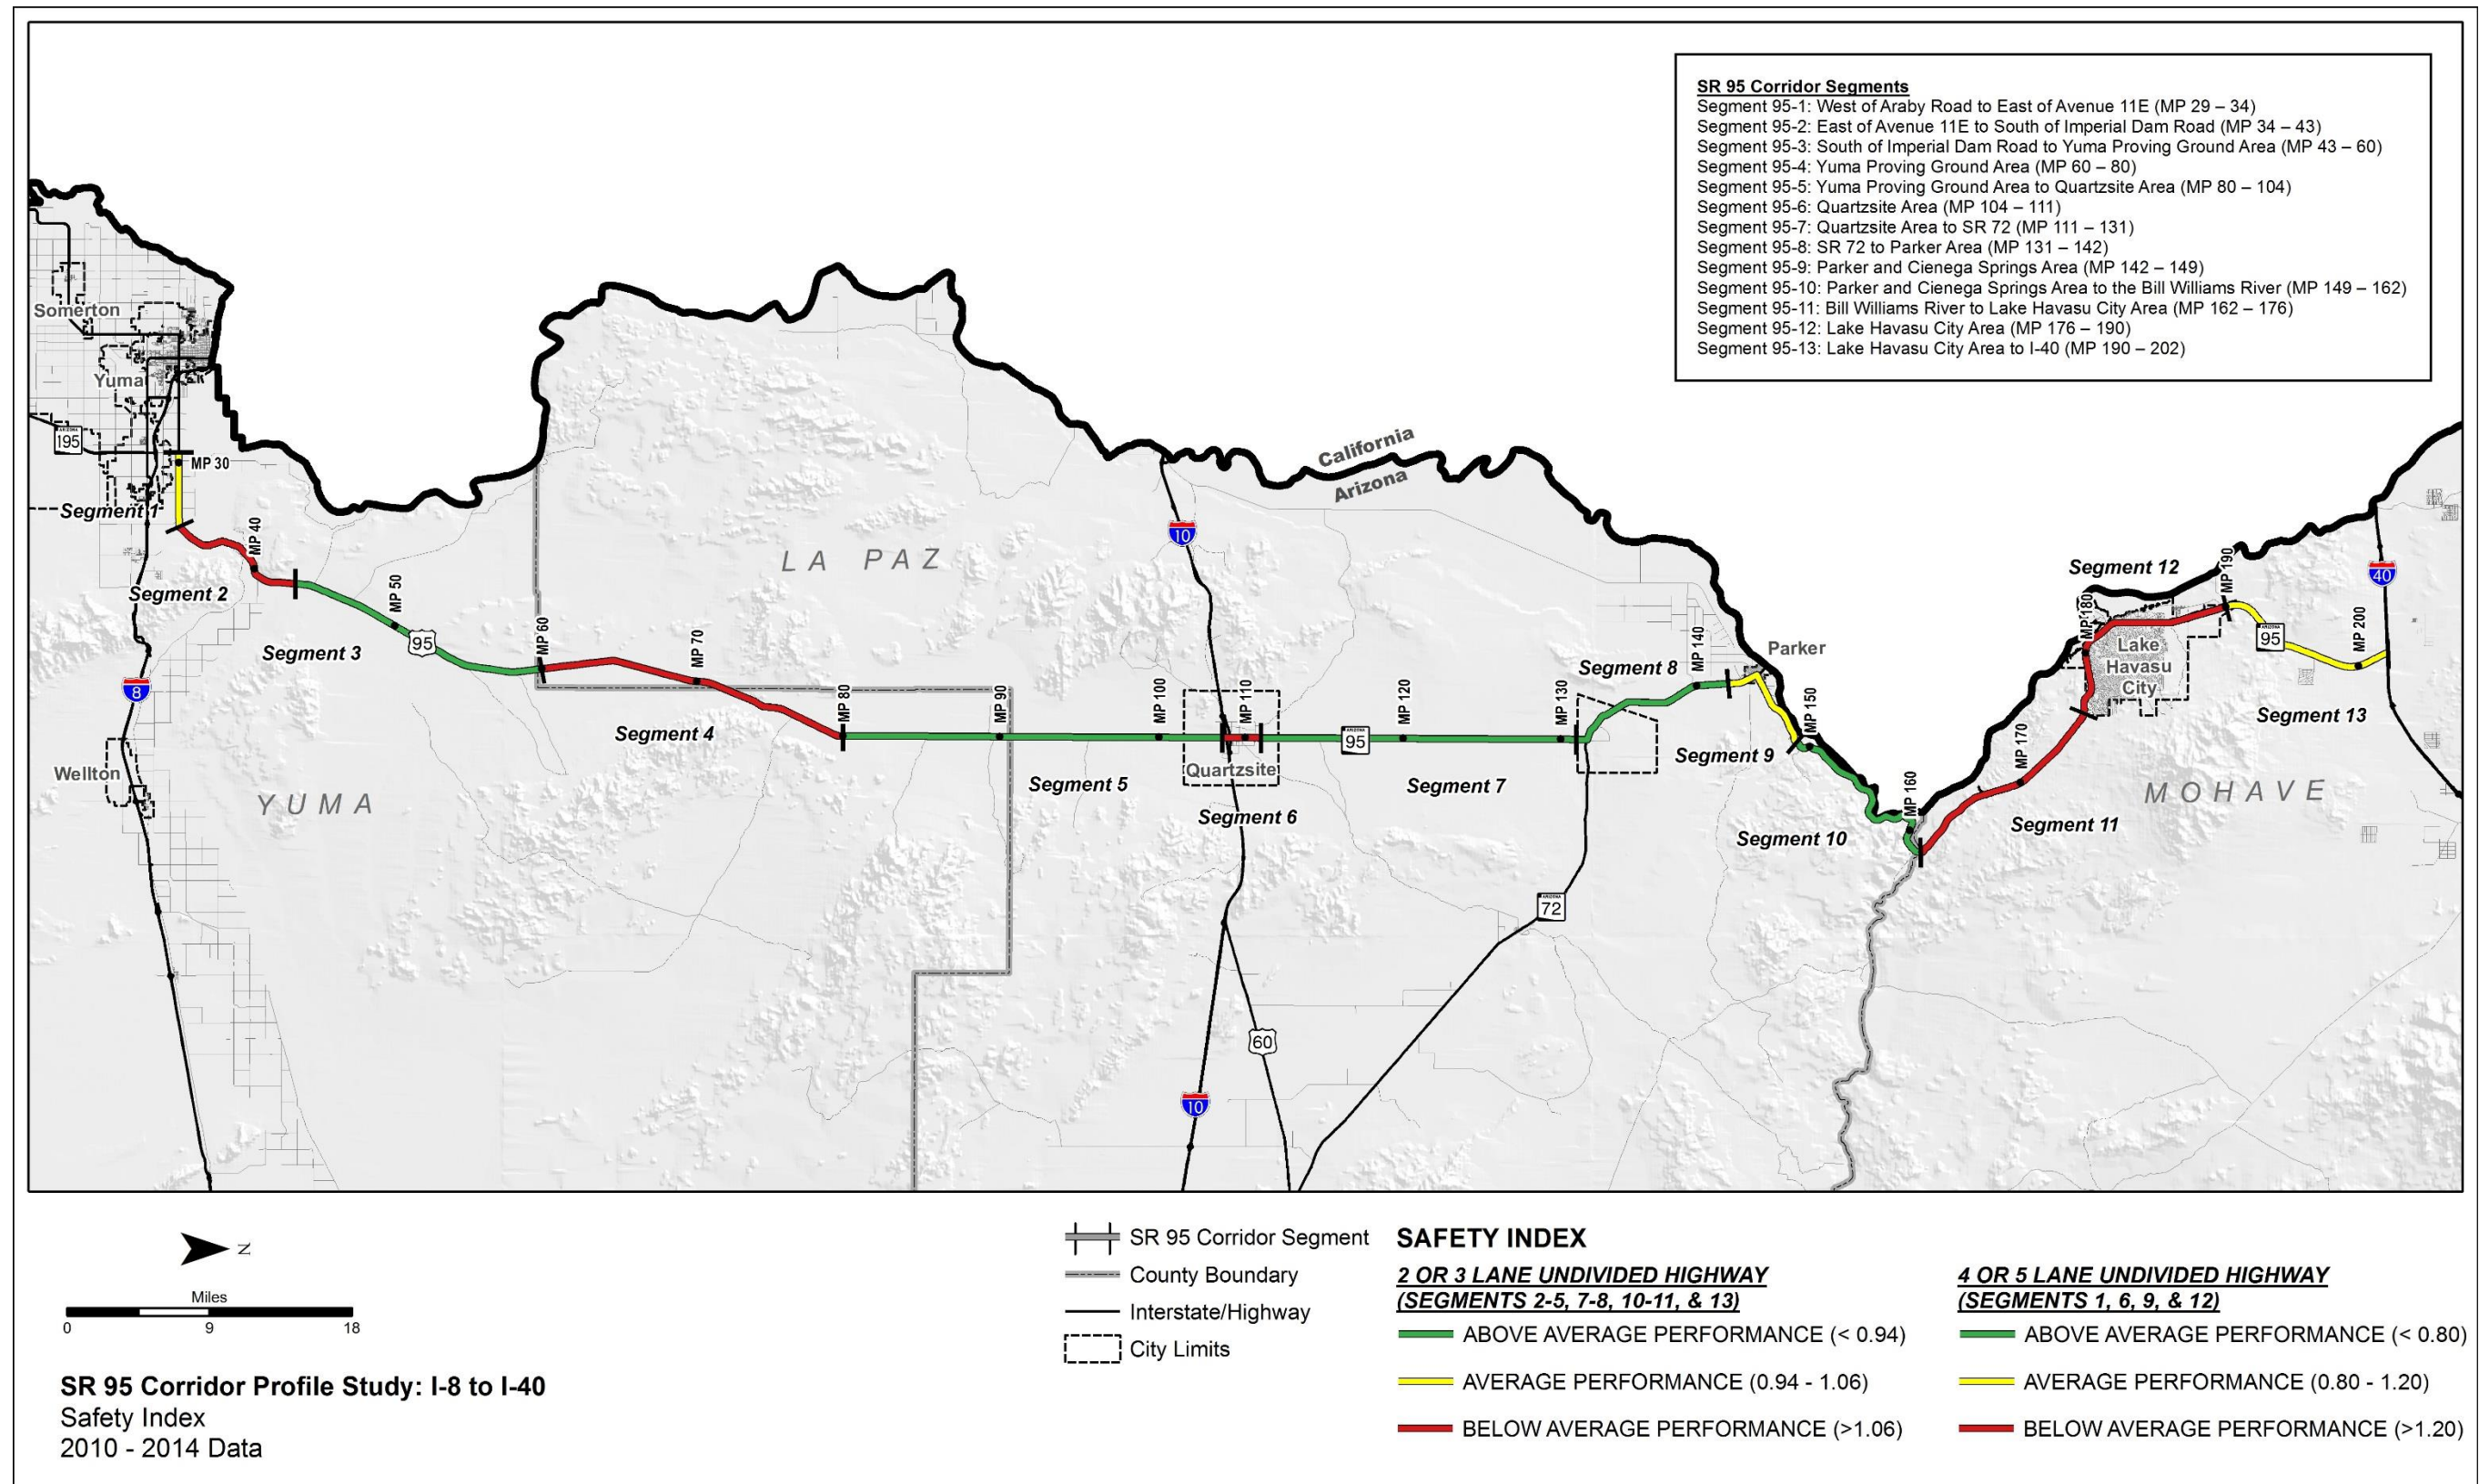 SR 95 Corridor Segments
Segment 95-1: West of Araby Road to East of Avenue 11E (MP 29 – 34)
Segment 95-2: East of Avenue 11E to South of Imperial Dam Road (MP 34 – 43)
Segment 95-3: South of Imperial Dam Road to Yuma Proving Ground Area (MP 43 – 60)
Segment 95-4: Yuma Proving Ground Area (MP 60 – 80)
Segment 95-5: Yuma Proving Ground Area to Quartzsite Area (MP 80 – 104)
Segment 95-6: Quartzsite Area (MP 104 – 111)
Segment 95-7: Quartzsite Area to SR 72 (MP 111 – 131)
Segment 95-8: SR 72 to Parker Area (MP 131 – 142)
Segment 95-9: Parker and Cienega Springs Area (MP 142 – 149)
Segment 95-10: Parker and Cienega Springs Area to the Bill Williams River (MP 149 – 162)
Segment 95-11: Bill Williams River to Lake Havasu City Area (MP 162 – 176)
Segment 95-12: Lake Havasu City Area (MP 176 – 190)
Segment 95-13: Lake Havasu City Area to I-40 (MP 190 – 202)
Somerton
Yuma
ARIZONA
195
MP 30
Segment 1
MP 40
Segment 2
MP 50
95
Segment 3
8
Wellton
YUMA
MP 60
MP 70
Segment 4
MP 80
LA PAZ
MP 90
Segment 5
MP 100
10
California
Arizona
MP 110
Quartzsite
Segment 6
MP 120
ARIZONA
95
Segment 7
MP 130
Segment 8
MP 140
Parker
Segment 9
MP 150
Segment 10
MP 160
ARIZONA
72
60
10
MP 170
Segment 11
MOHAVE
MP 180
Segment 12
Lake
Havasu
City
MP 190
ARIZONA
95
MP 200
Segment 13
40
N
Miles
0 9 18
SR 95 Corridor Profile Study: I-8 to I-40
Safety Index
2010 - 2014 Data
SR 95 Corridor Segment
County Boundary
Interstate/Highway
City Limits
SAFETY INDEX
2 OR 3 LANE UNDIVIDED HIGHWAY
(SEGMENTS 2-5, 7-8, 10-11, & 13)
ABOVE AVERAGE PERFORMANCE (< 0.94)
AVERAGE PERFORMANCE (0.94 - 1.06)
BELOW AVERAGE PERFORMANCE (>1.06)
4 OR 5 LANE UNDIVIDED HIGHWAY
(SEGMENTS 1, 6, 9, & 12)
ABOVE AVERAGE PERFORMANCE (< 0.80)
AVERAGE PERFORMANCE (0.80 - 1.20)
BELOW AVERAGE PERFORMANCE (>1.20)